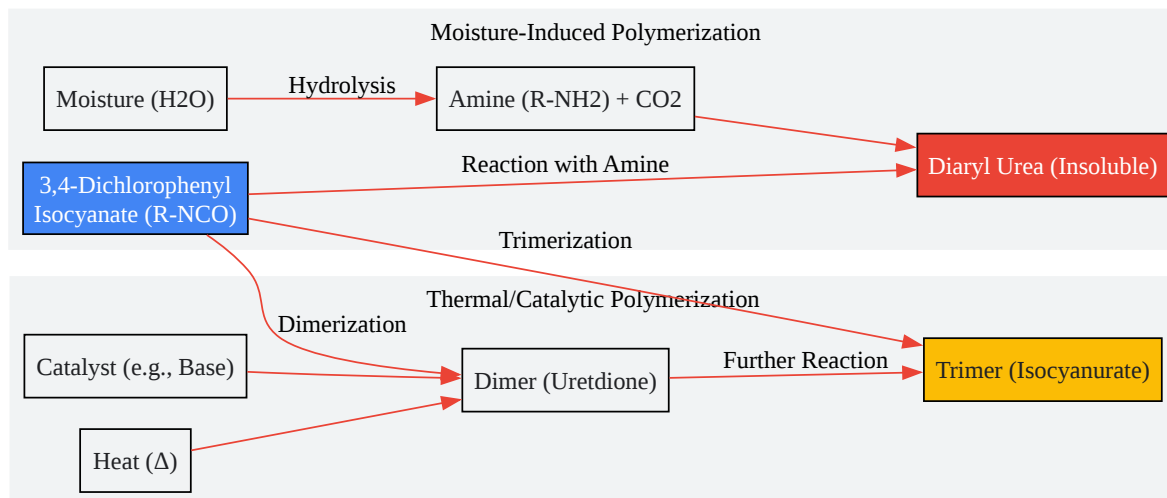 Moisture-Induced Polymerization
Moisture (H2O)
Hydrolysis
Amine (R-NH2) + CO2
3,4-Dichlorophenyl
Isocyanate (R-NCO)
Reaction with Amine
Diaryl Urea (Insoluble)
Trimerization
Thermal/Catalytic Polymerization
Dimerization
Catalyst (e.g., Base)
Dimer (Uretdione)
Further Reaction
Trimer (Isocyanurate)
Heat (Δ)